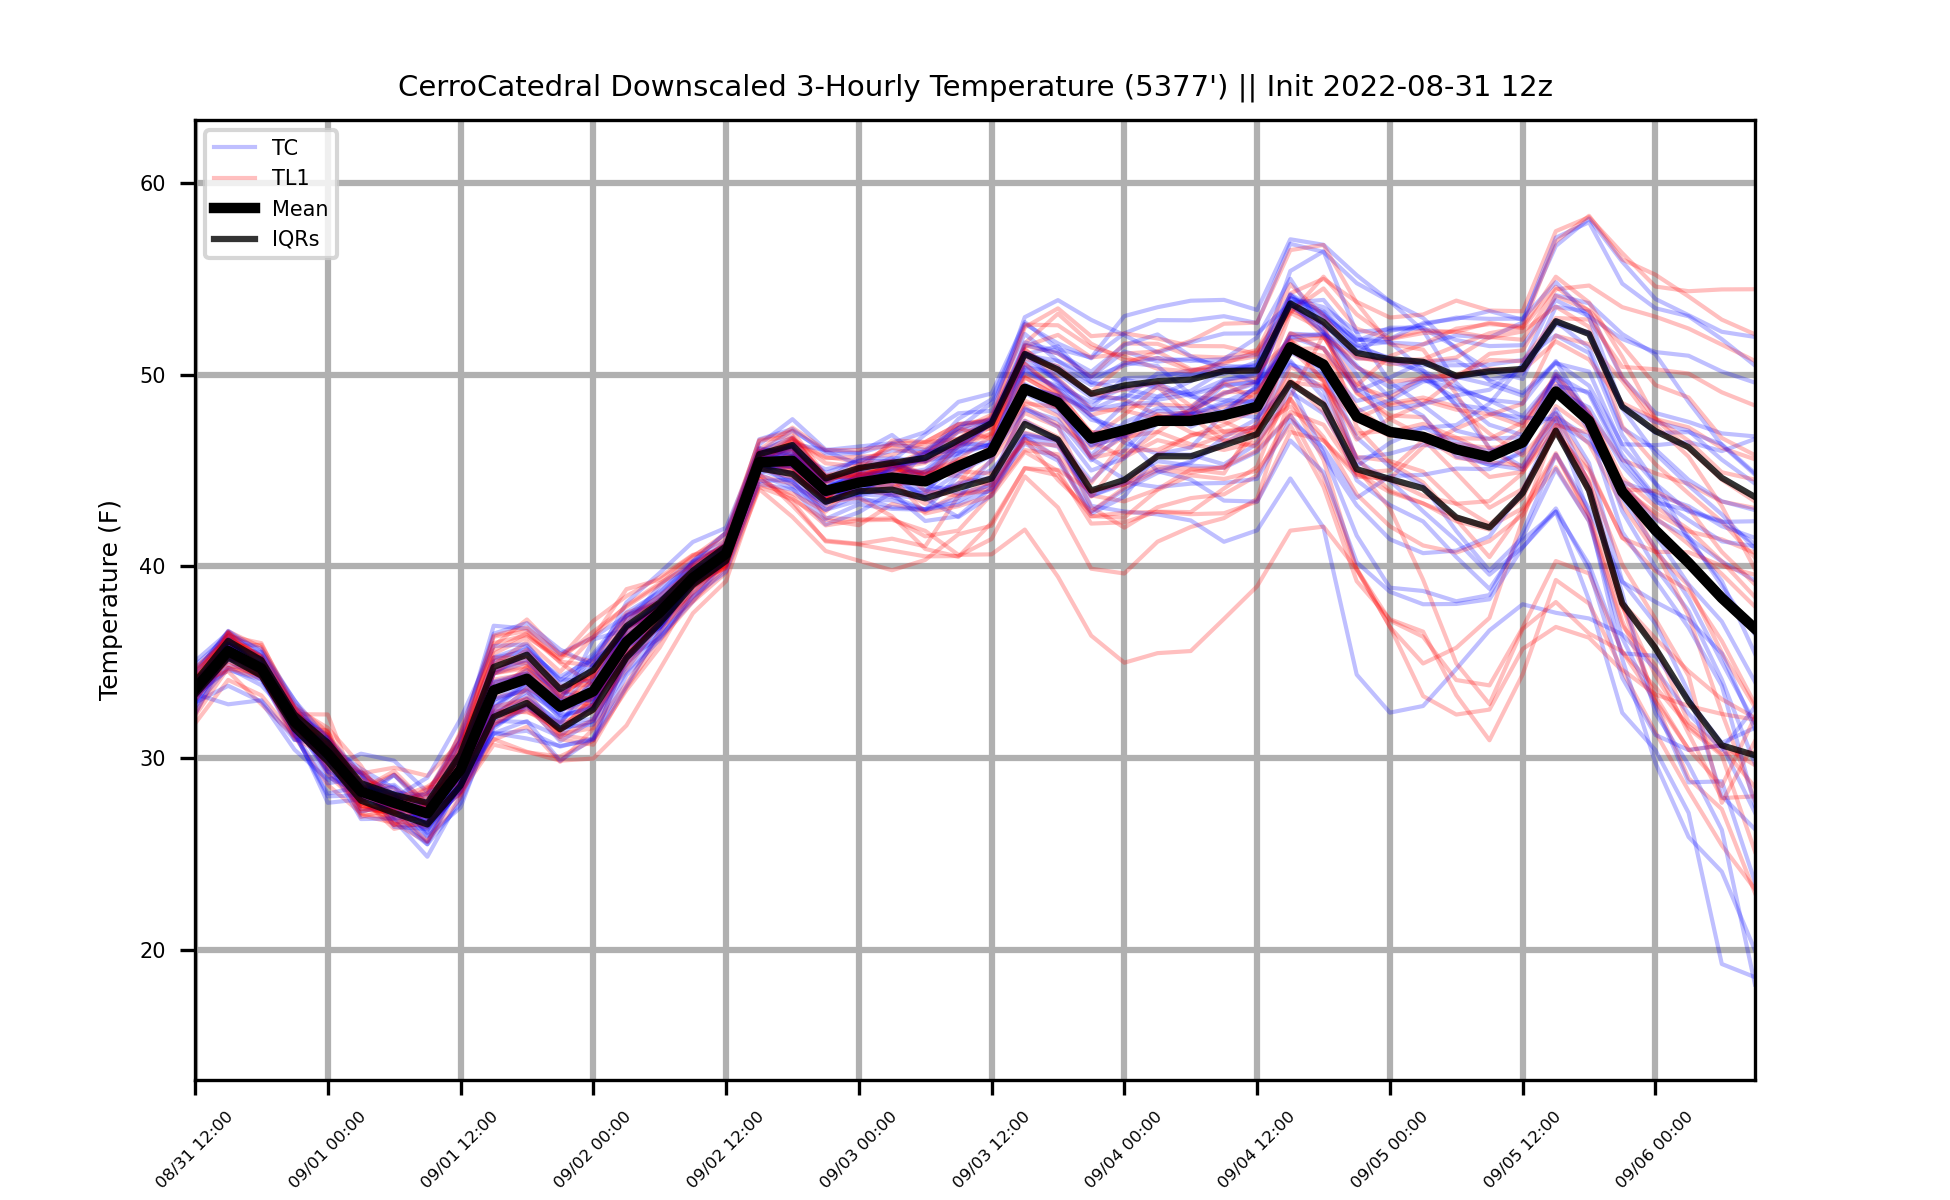 CerroCatedral Downscaled 3-Hourly Temperature (5377') || Init 2022-08-31 12z
TC
TL1
Mean
IQRs
Temperature (F)
60
50
40
30
20
08/31 12:00
09/01 00:00
09/01 12:00
09/02 00:00
09/02 12:00
09/03 00:00
09/03 12:00
09/04 00:00
09/04 12:00
09/05 00:00
09/05 12:00
09/06 00:00